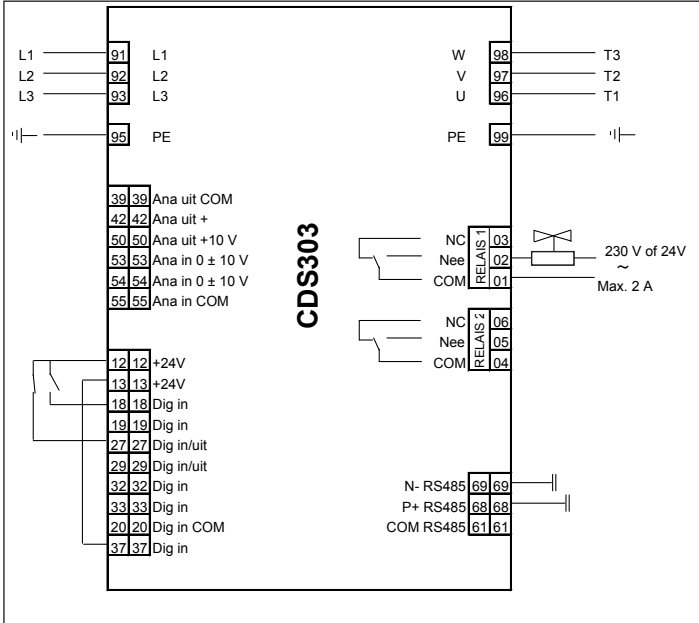 L1 91 L1
L2 92 L2
L3 93 L3
95 PE
39 39 Ana uit COM
42 42 Ana uit +
50 50 Ana uit +10 V
53 53 Ana in 0 ± 10 V
54 54 Ana in 0 ± 10 V
55 55 Ana in COM
12 12 +24V
13 13 +24V
18 18 Dig in
19 19 Dig in
27 27 Dig in/uit
29 29 Dig in/uit
32 32 Dig in
33 33 Dig in
20 20 Dig in COM
37 37 Dig in
CDS303
W 98 T3
V 97 T2
U 96 T1
PE 99
RELAIS 1
NC 03
Nee 02
COM 01
230 V of 24V
~
Max. 2 A
RELAIS 2
NC 06
Nee 05
COM 04
N- RS485 69 69
P+ RS485 68 68
COM RS485 61 61